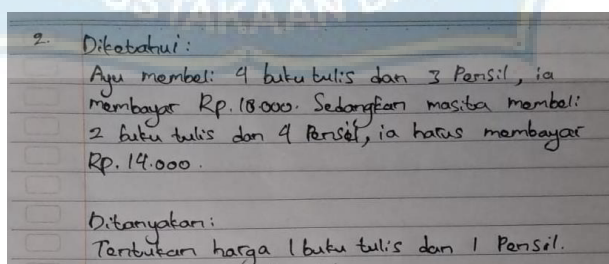 2. Diketahui:
Ayu membeli 4 buku tulis dan 3 Pensil, ia
membayar Rp. 18.000. Sedangkan masita membeli
2 buku tulis dan 4 Pensil, ia harus membayar
Rp. 14.000.
Ditanyakan:
Tentukan harga 1 buku tulis dan 1 Pensil.